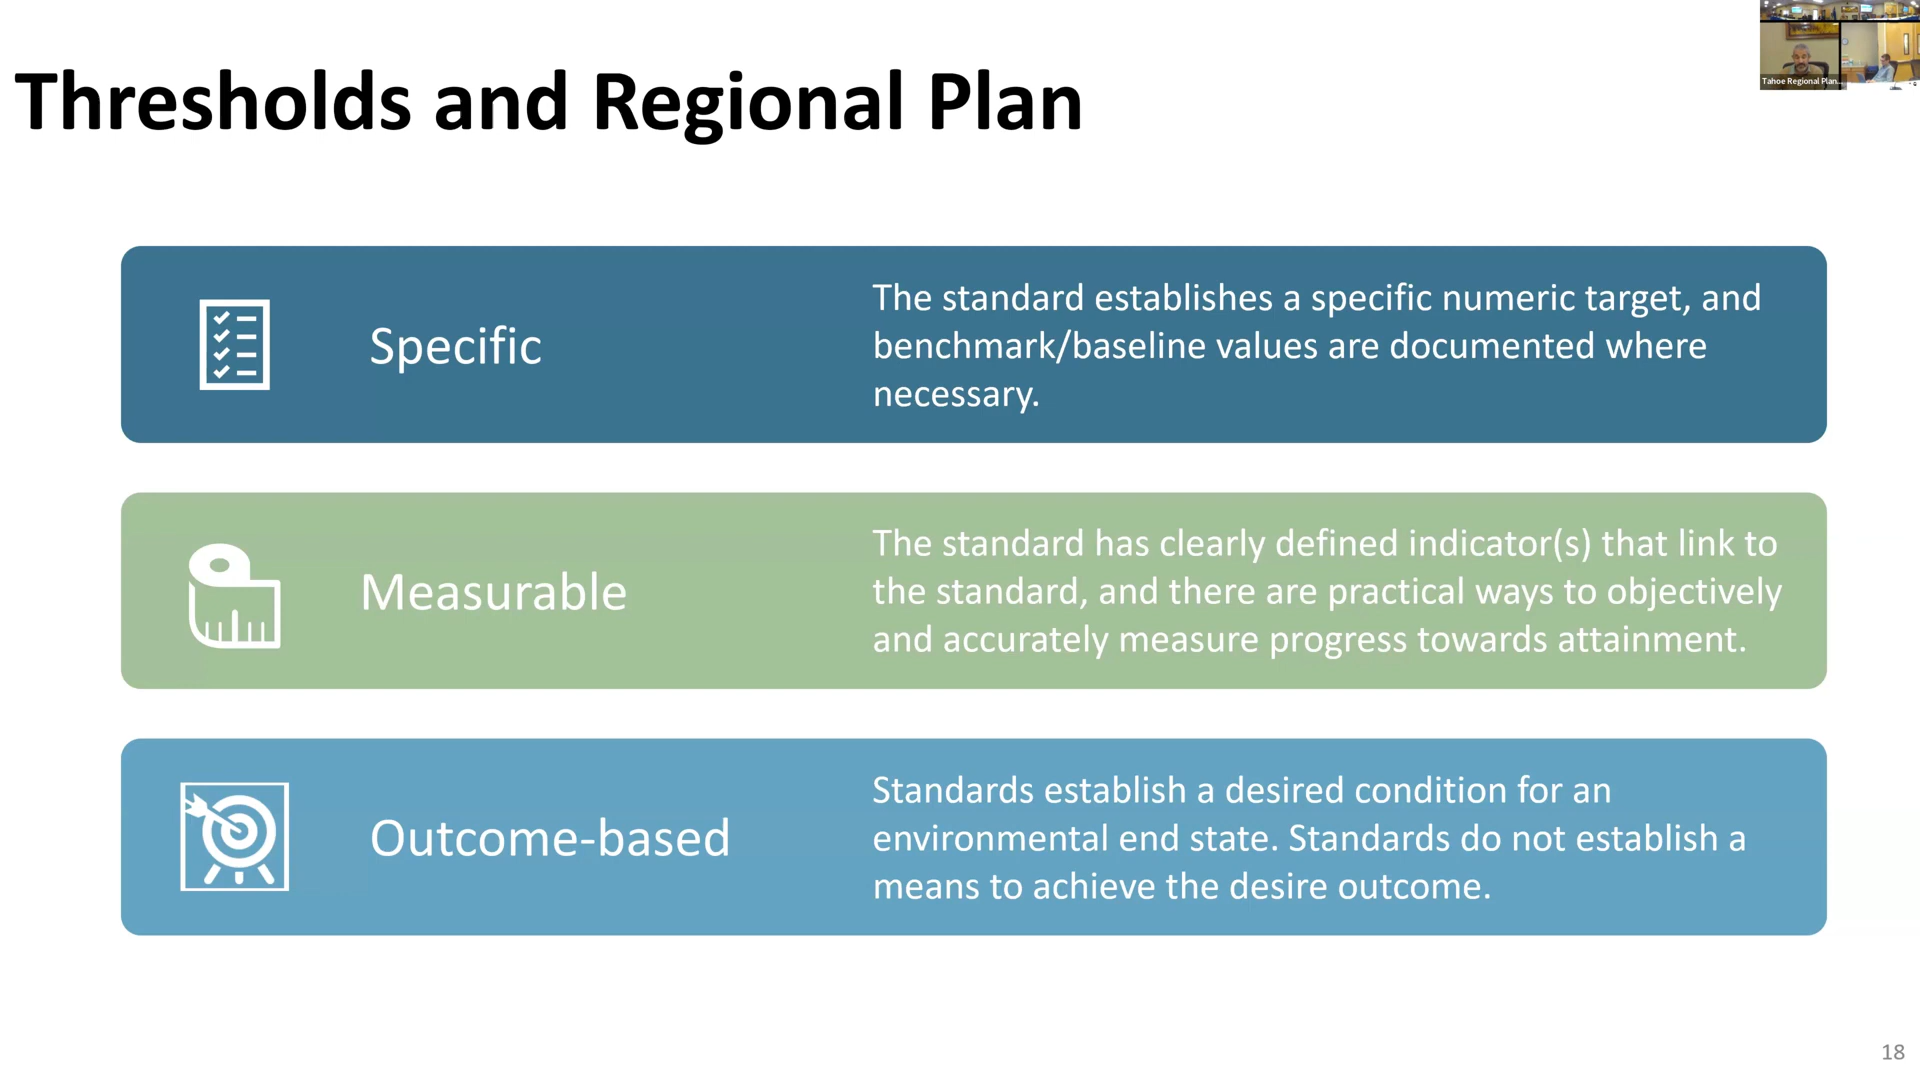 Thresholds and Regional Plan
Tahoe Regional Plan...
Specific
The standard establishes a specific numeric target, and
benchmark/baseline values are documented where
necessary.
Measurable
The standard has clearly defined indicator(s) that link to
the standard, and there are practical ways to objectively
and accurately measure progress towards attainment.
Outcome-based
Standards establish a desired condition for an
environmental end state. Standards do not establish a
means to achieve the desire outcome.
18